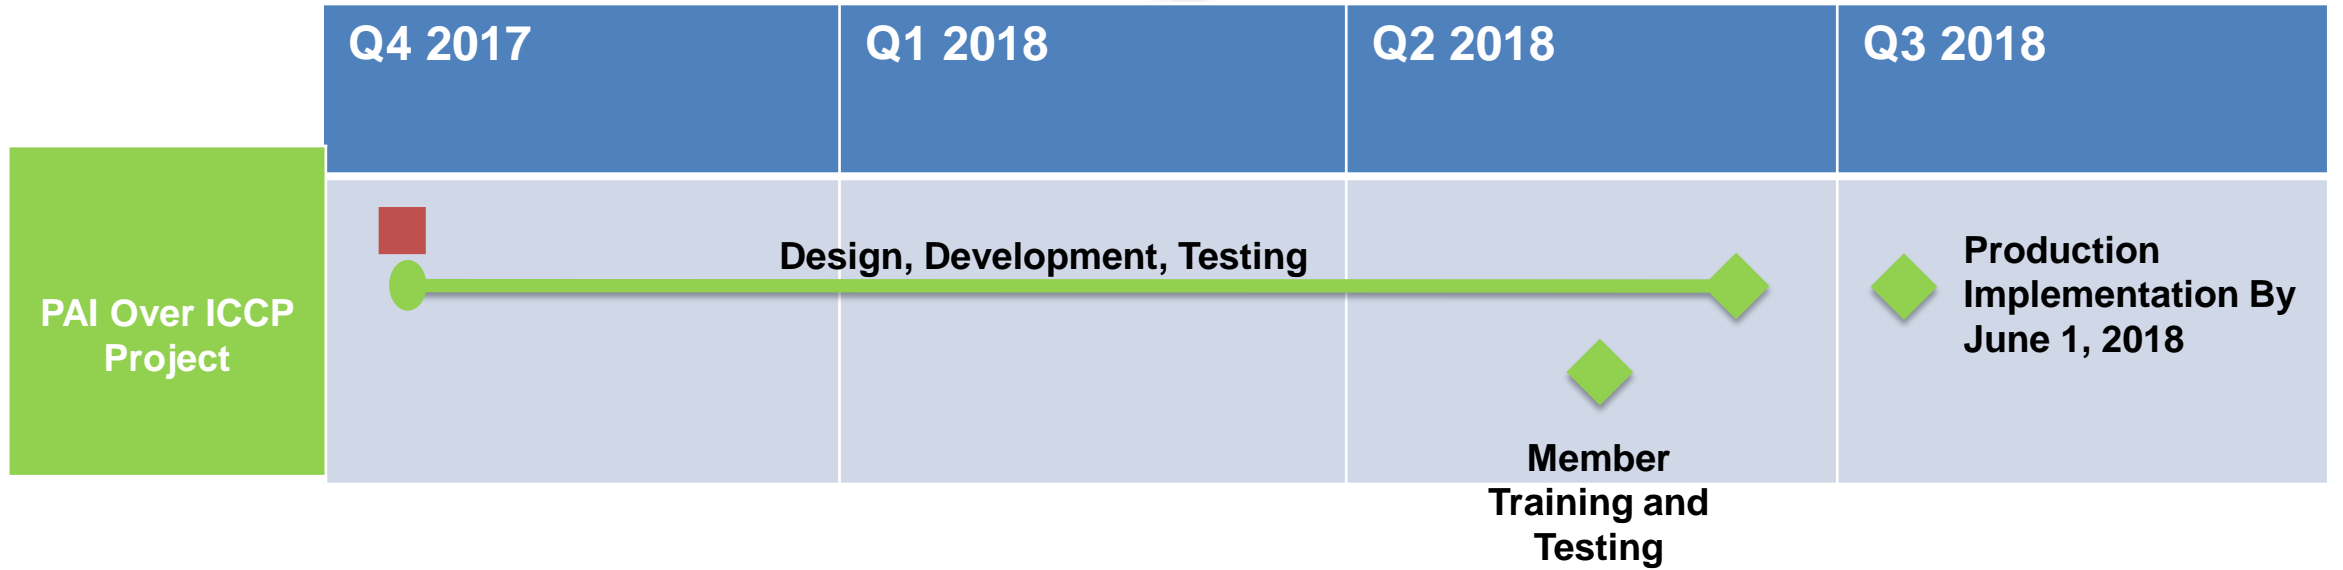 Q4 2017
Q1 2018
Q2 2018
Q3 2018
PAI Over ICCP
Project
Design, Development, Testing
Production
Implementation By
June 1, 2018
Member
Training and
Testing